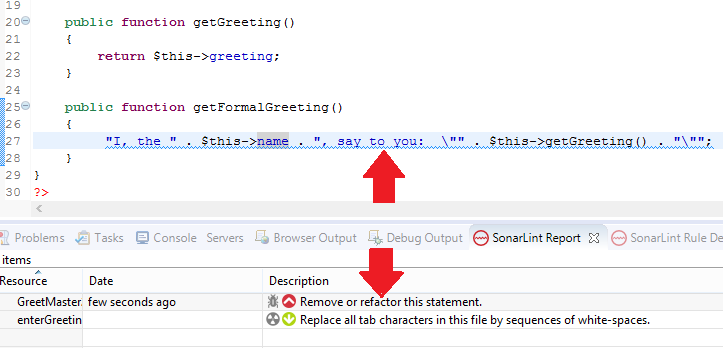 19
20 public function getGreeting()
21 {
22 return $this->greeting;
23 }
24
25 public function getFormalGreeting()
26 {
27 "I, the " . $this->name . ", say to you:  \"" . $this->getGreeting() . "\"";
28 }
29 }
30 ?>
Problems Tasks Console Servers Browser Output Debug Output SonarLint Report SonarLint Rule De
items
Resource Date Description
GreetMaster. few seconds ago Remove or refactor this statement.
enterGreetin Replace all tab characters in this file by sequences of white-spaces.